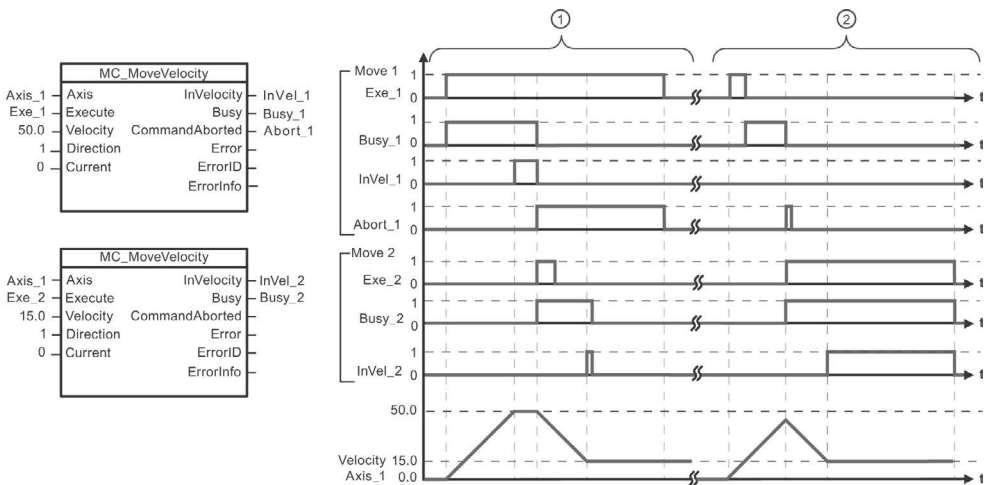 MC_MoveVelocity
Axis_1 Axis InVelocity InVel_1
Exe_1 Execute Busy Busy_1
50.0 Velocity CommandAborted Abort_1
1 Direction Error
0 Current ErrorID
ErrorInfo
MC_MoveVelocity
Axis_1 Axis InVelocity InVel_2
Exe_2 Execute Busy Busy_2
15.0 Velocity CommandAborted
1 Direction Error
0 Current ErrorID
ErrorInfo
1 2
Move 1
1
Exe_1 0 t
1
Busy_1 0 t
1
InVel_1 0 t
1
Abort_1 0 t
Move 2
1
Exe_2 0 t
1
Busy_2 0 t
1
InVel_2 0 t
50.0
Velocity 15.0
Axis_1 0.0 t